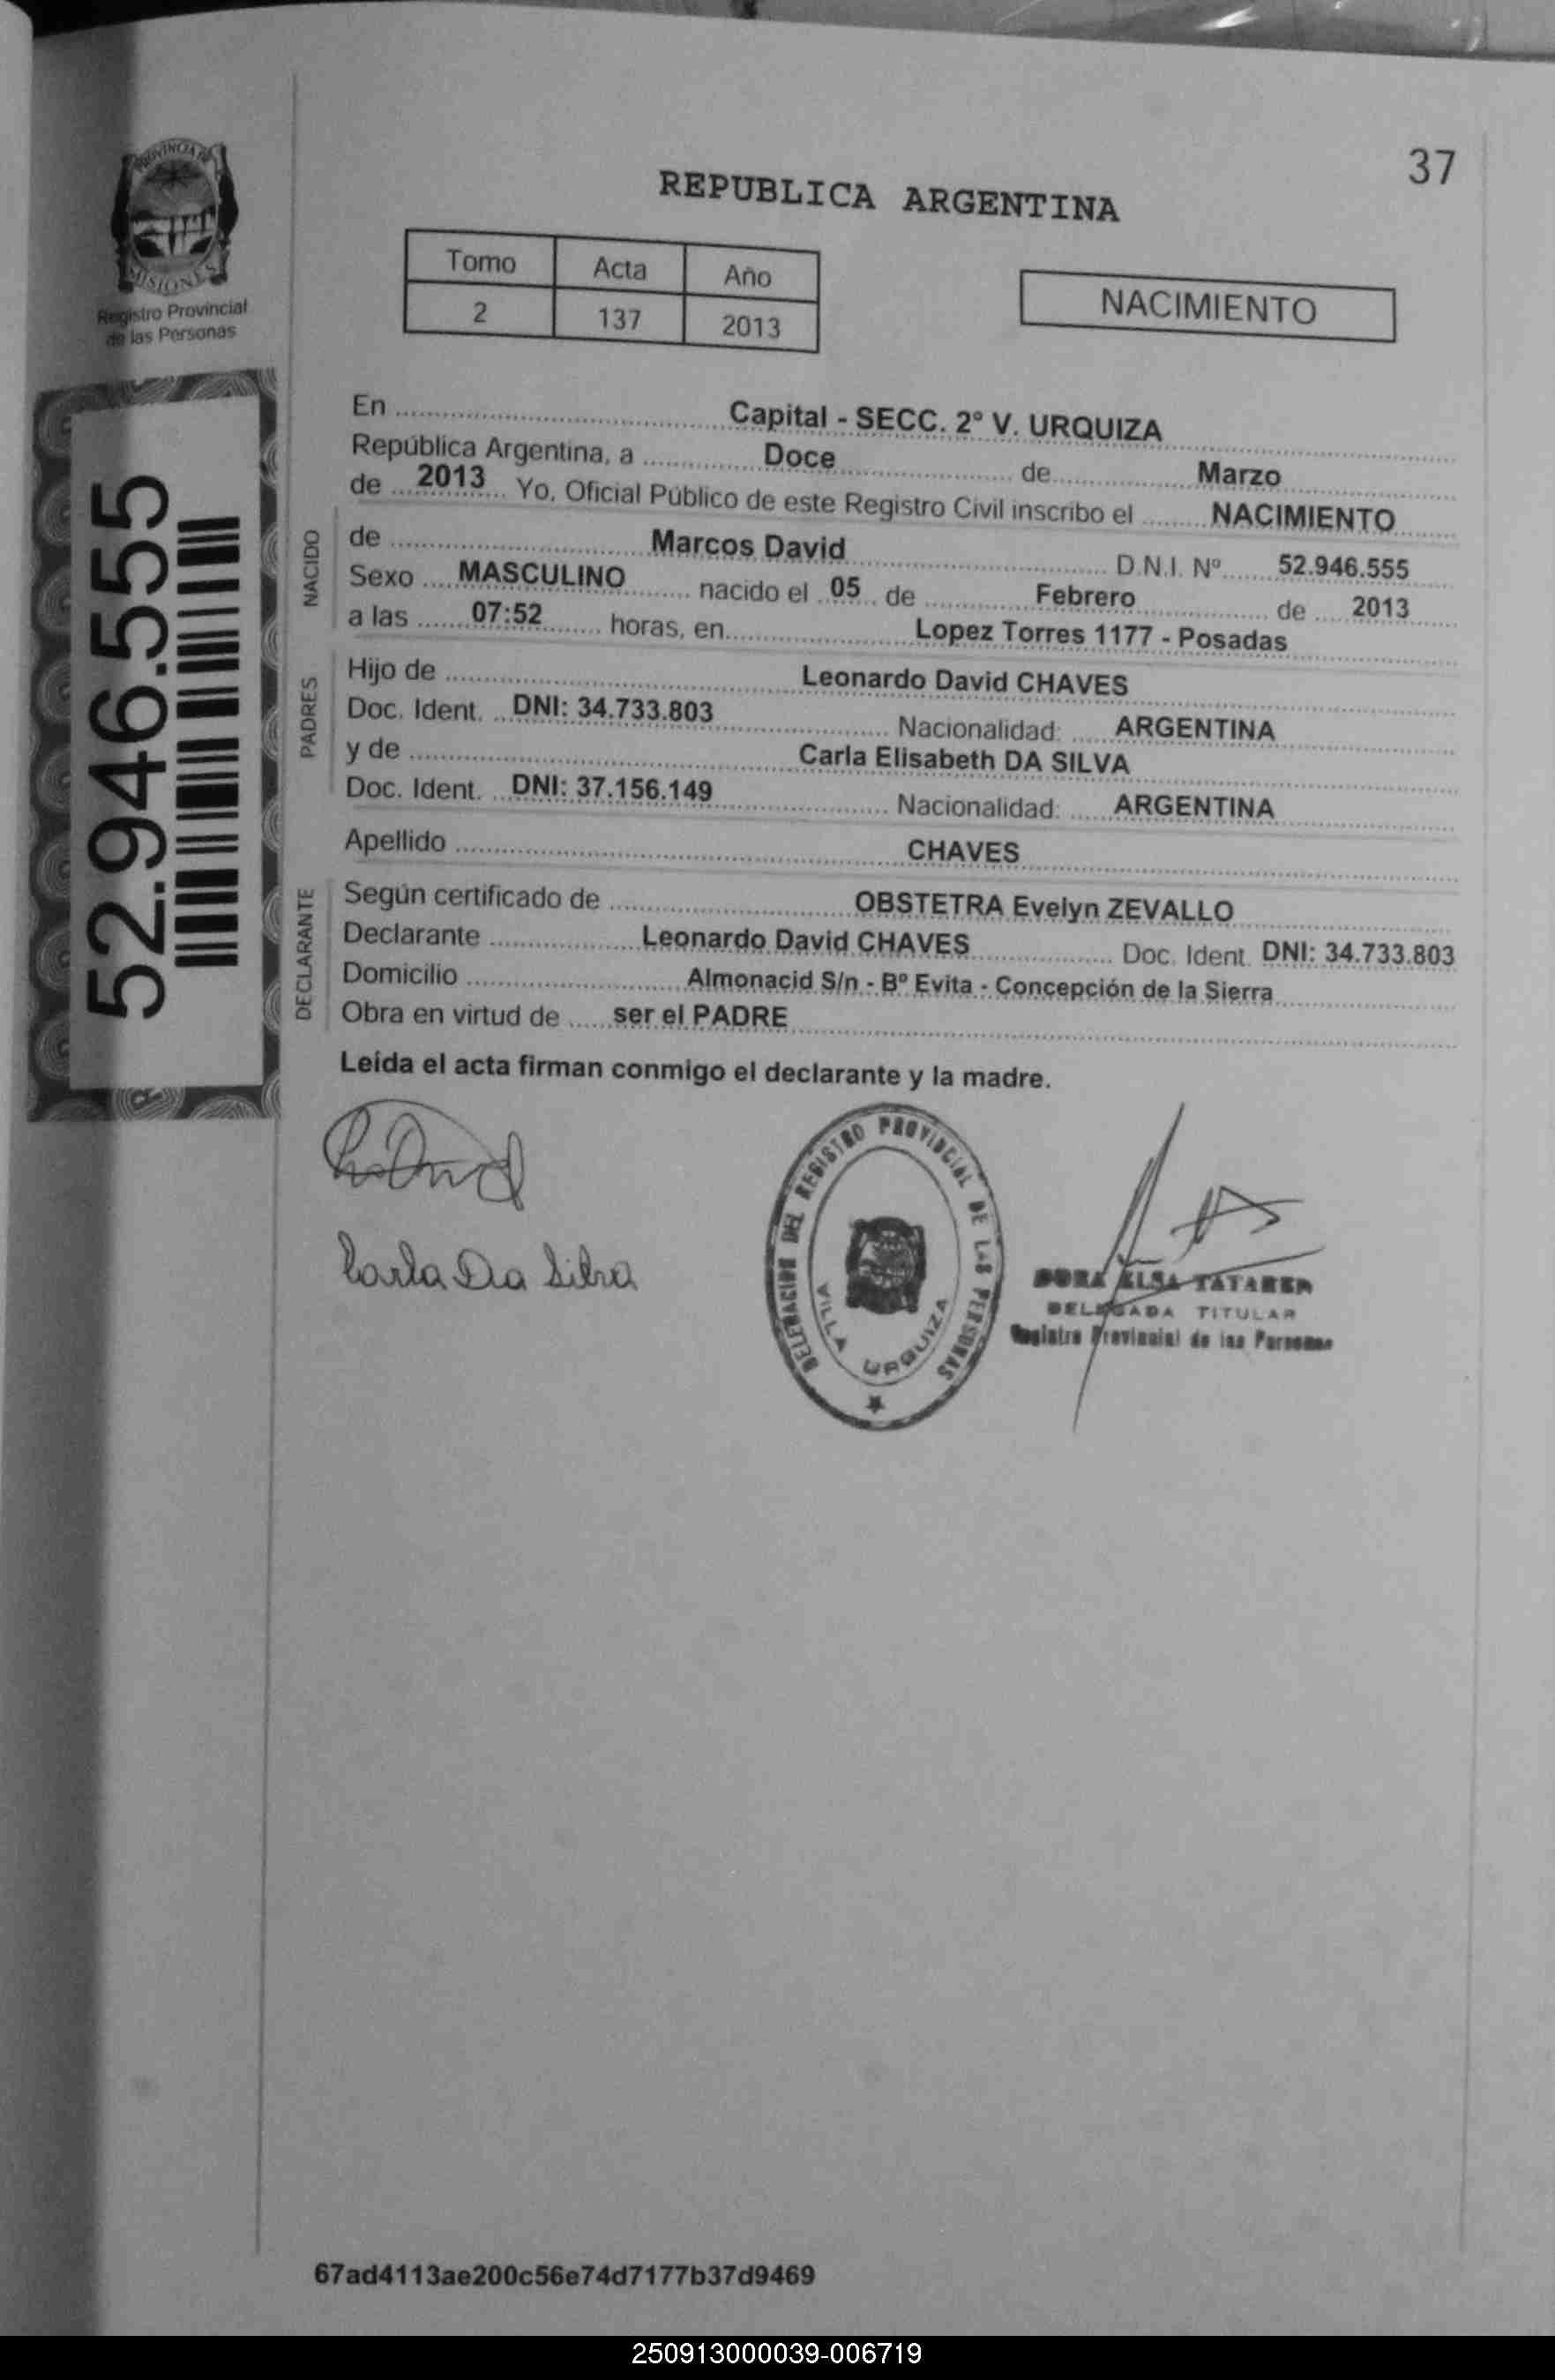 37
REPUBLICA ARGENTINA
PROVINCIA DE
MISIONES
Registro Provincial
de las Personas
Tomo Acta Año
2 137 2013
NACIMIENTO
52.946.555
En Capital - SECC. 2º V. URQUIZA
República Argentina, a Doce de Marzo
de 2013 Yo, Oficial Público de este Registro Civil inscribo el NACIMIENTO
NACIDO
de Marcos David D.N.I. Nº 52.946.555
Sexo MASCULINO nacido el 05 de Febrero de 2013
a las 07:52 horas, en Lopez Torres 1177 - Posadas
PADRES
Hijo de Leonardo David CHAVES
Doc. Ident. DNI: 34.733.803 Nacionalidad: ARGENTINA
y de Carla Elisabeth DA SILVA
Doc. Ident. DNI: 37.156.149 Nacionalidad: ARGENTINA
Apellido CHAVES
DECLARANTE
Según certificado de OBSTETRA Evelyn ZEVALLO
Declarante Leonardo David CHAVES Doc. Ident. DNI: 34.733.803
Domicilio Almonacid S/n - Bº Evita - Concepción de la Sierra
Obra en virtud de ser el PADRE
Leída el acta firman conmigo el declarante y la madre.
Carla Da Silva
DELEGACION DEL REGISTRO PROVINCIAL DE LAS PERSONAS
VILLA URQUIZA
DORA ELSA
DELEGADA TITULAR
Registro Provincial de las Personas
67ad4113ae200c56e74d7177b37d9469
250913000039-006719